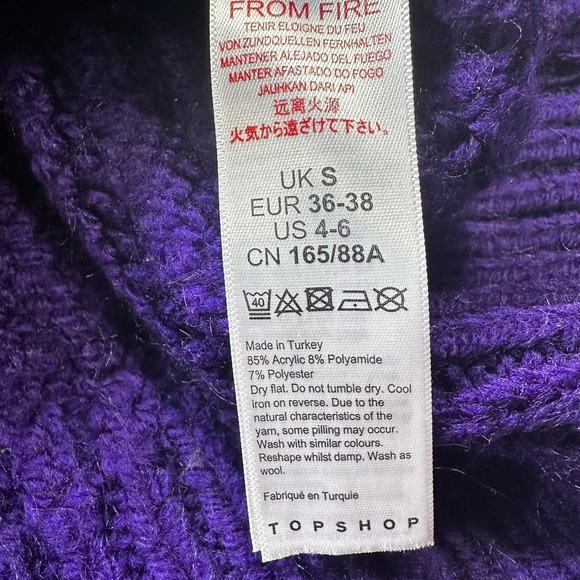 FROM FIRE
TENIR ELOIGNE DU FEU
VON ZUNDQUELLEN FERNHALTEN
MANTENER ALEJADO DEL FUEGO
MANTER AFASTADO DO FOGO
JAUHKAN DARI API
远离火源
火気から遠ざけて下さい。
UK S
EUR 36-38
US 4-6
CN 165/88A
40
Made in Turkey
85% Acrylic 8% Polyamide
7% Polyester
Dry flat. Do not tumble dry. Cool
iron on reverse. Due to the
natural characteristics of the
yarn, some pilling may occur.
Wash with similar colours.
Reshape whilst damp. Wash as
wool.
Fabriqué en Turquie
TOPSHOP